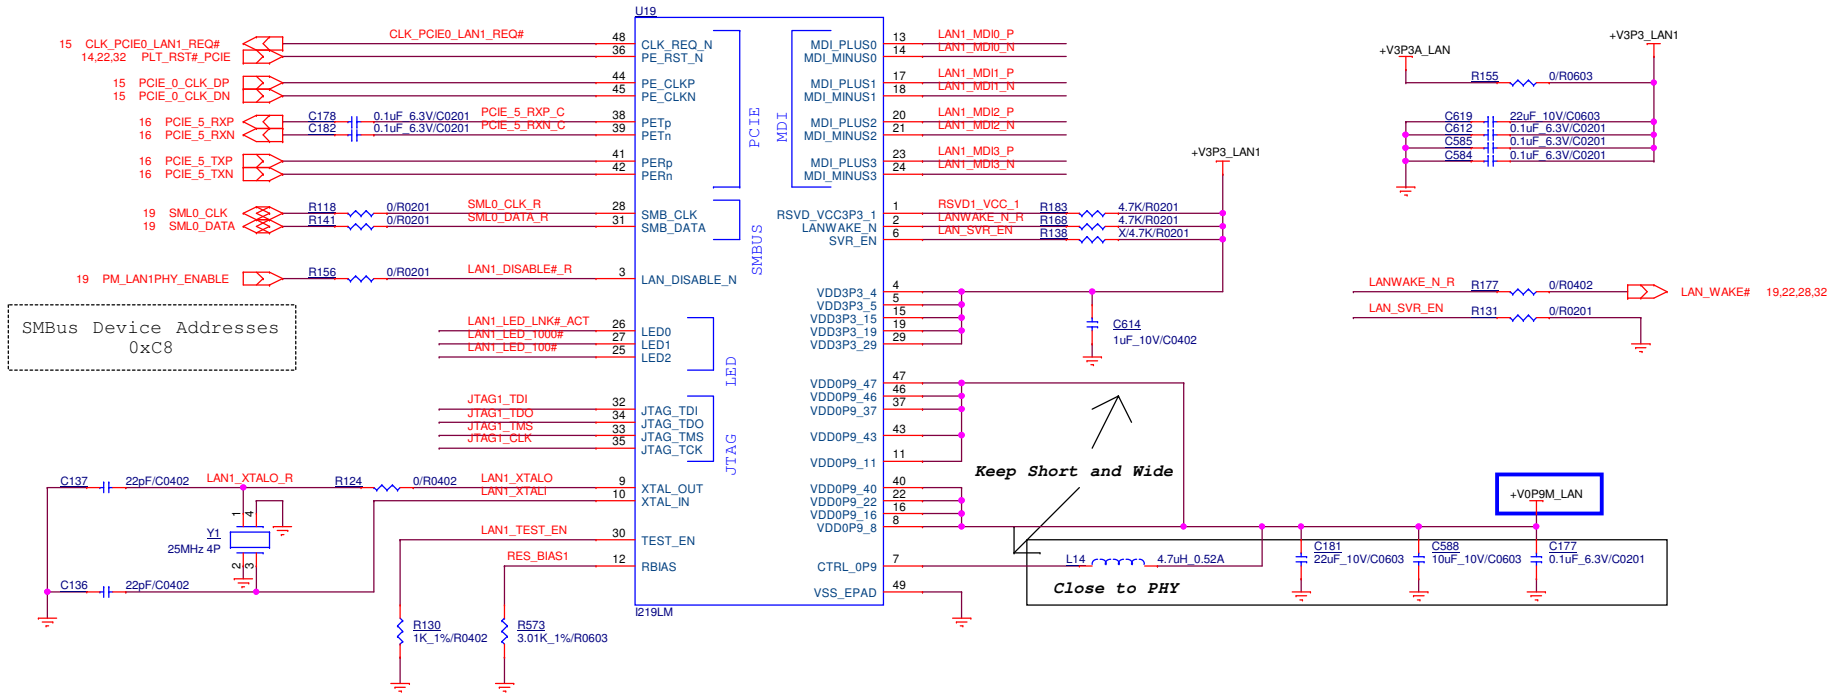 U19
15 CLK_PCIE0_LAN1_REQ# CLK_PCIE0_LAN1_REQ# 48 CLK_REQ_N
14,22,32 PLT_RST#_PCIE 36 PE_RST_N
15 PCIE_0_CLK_DP 44 PE_CLKP
15 PCIE_0_CLK_DN 45 PE_CLKN
16 PCIE_5_RXP C178 0.1uF_6.3V/C0201 PCIE_5_RXP_C 38 PETp
16 PCIE_5_RXN C182 0.1uF_6.3V/C0201 PCIE_5_RXN_C 39 PETn
16 PCIE_5_TXP 41 PERp
16 PCIE_5_TXN 42 PERn
PCIE
19 SML0_CLK R118 0/R0201 SML0_CLK_R 28 SMB_CLK
19 SML0_DATA R141 0/R0201 SML0_DATA_R 31 SMB_DATA
SMBUS
19 PM_LAN1PHY_ENABLE R156 0/R0201 LAN1_DISABLE#_R 3 LAN_DISABLE_N
SMBus Device Addresses
0xC8
LAN1_LED_LNK#_ACT 26 LED0
LAN1_LED_1000# 27 LED1
LAN1_LED_100# 25 LED2
LED
JTAG1_TDI 32 JTAG_TDI
JTAG1_TDO 34 JTAG_TDO
JTAG1_TMS 33 JTAG_TMS
JTAG1_CLK 35 JTAG_TCK
JTAG
C137 22pF/C0402 LAN1_XTALO_R R124 0/R0402 LAN1_XTALO 9 XTAL_OUT
LAN1_XTALI 10 XTAL_IN
1 4
Y1
25MHz 4P
2 3
C136 22pF/C0402
LAN1_TEST_EN 30 TEST_EN
RES_BIAS1 12 RBIAS
R130
1K_1%/R0402
R573
3.01K_1%/R0603
I219LM
MDI
MDI_PLUS0 13 LAN1_MDI0_P
MDI_MINUS0 14 LAN1_MDI0_N
MDI_PLUS1 17 LAN1_MDI1_P
MDI_MINUS1 18 LAN1_MDI1_N
MDI_PLUS2 20 LAN1_MDI2_P
MDI_MINUS2 21 LAN1_MDI2_N
MDI_PLUS3 23 LAN1_MDI3_P
MDI_MINUS3 24 LAN1_MDI3_N
+V3P3_LAN1
RSVD_VCC3P3_1 1 RSVD1_VCC_1 R183 4.7K/R0201
LANWAKE_N 2 LANWAKE_N_R R168 4.7K/R0201
SVR_EN 6 LAN_SVR_EN R138 X/4.7K/R0201
VDD3P3_4 4
VDD3P3_5 5
VDD3P3_15 15
VDD3P3_19 19
VDD3P3_29 29
C614
1uF_10V/C0402
VDD0P9_47 47
VDD0P9_46 46
VDD0P9_37 37
VDD0P9_43 43
VDD0P9_11 11
VDD0P9_40 40
VDD0P9_22 22
VDD0P9_16 16
VDD0P9_8 8
Keep Short and Wide
CTRL_0P9 7 L14 4.7uH_0.52A
VSS_EPAD 49
Close to PHY
+V0P9M_LAN
C181
22uF_10V/C0603
C588
10uF_10V/C0603
C177
0.1uF_6.3V/C0201
+V3P3A_LAN
+V3P3_LAN1
R155 0/R0603
C619 22uF_10V/C0603
C612 0.1uF_6.3V/C0201
C585 0.1uF_6.3V/C0201
C584 0.1uF_6.3V/C0201
LANWAKE_N_R R177 0/R0402 LAN_WAKE# 19,22,28,32
LAN_SVR_EN R131 0/R0201